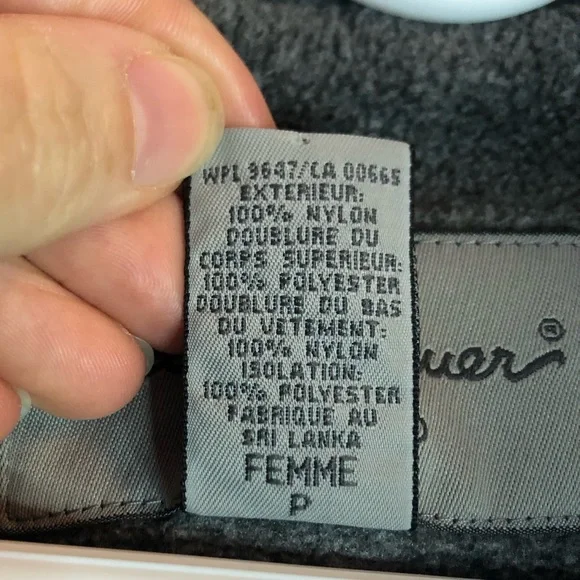 WPL 3647/CA 00665
EXTERIEUR:
100% NYLON
DOUBLURE DU
CORPS SUPERIEUR:
100% POLYESTER
DOUBLURE DU BAS
DU VETEMENT:
100% NYLON
ISOLATION:
100% POLYESTER
FABRIQUE AU
SRI LANKA
FEMME
P
uer®